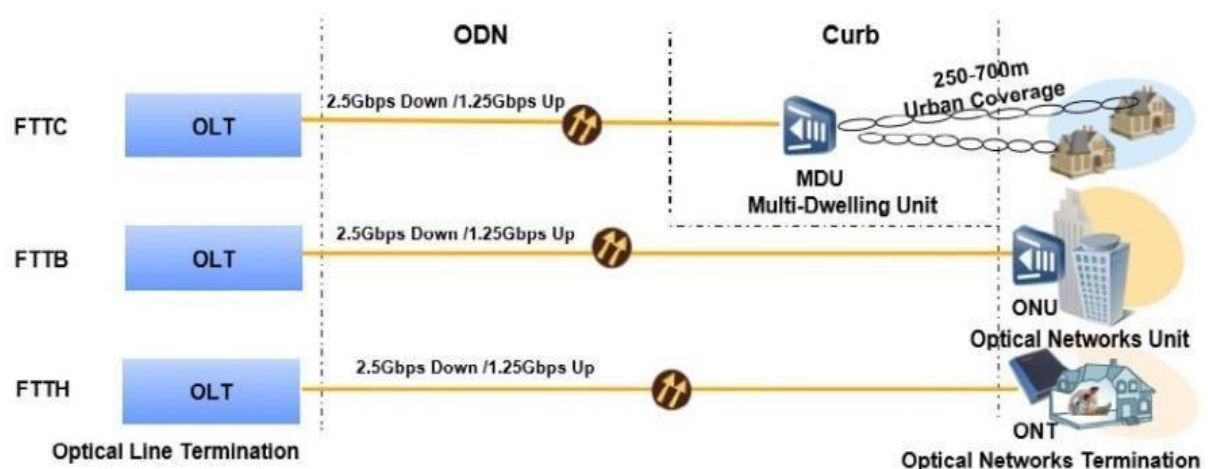 ODN
Curb
FTTC
OLT
2.5Gbps Down /1.25Gbps Up
250-700m
Urban Coverage
MDU
Multi-Dwelling Unit
FTTB
OLT
2.5Gbps Down /1.25Gbps Up
ONU
Optical Networks Unit
FTTH
OLT
2.5Gbps Down /1.25Gbps Up
ONT
Optical Line Termination
Optical Networks Termination